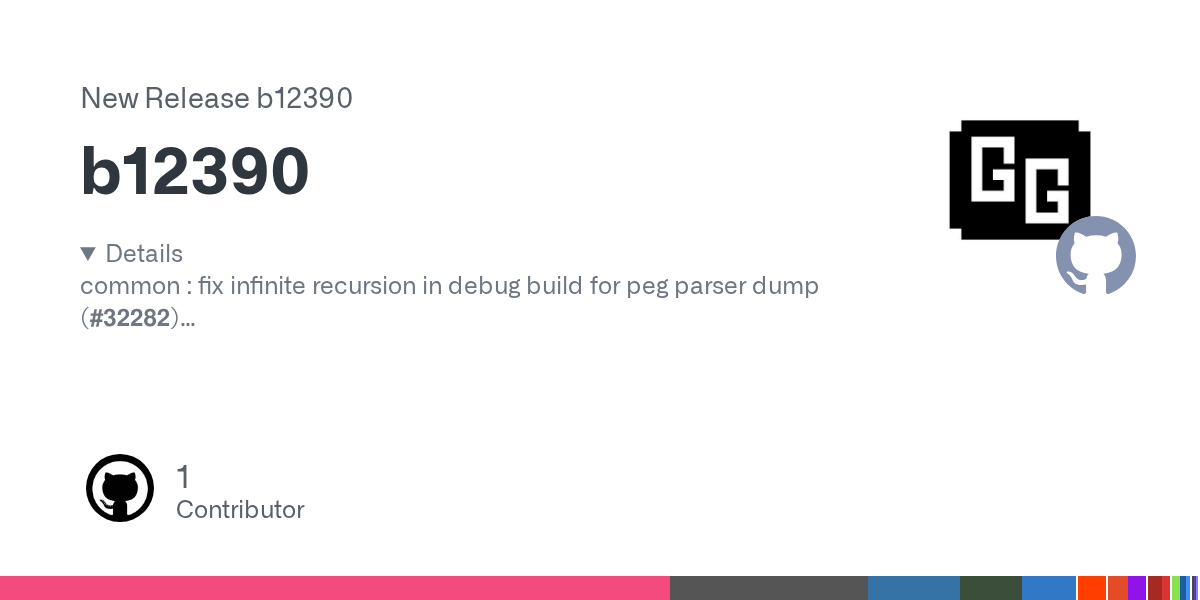 New Release b12390
b12390
▼ Details
common : fix infinite recursion in debug build for peg parser dump
(#32282)...
GG
1
Contributor